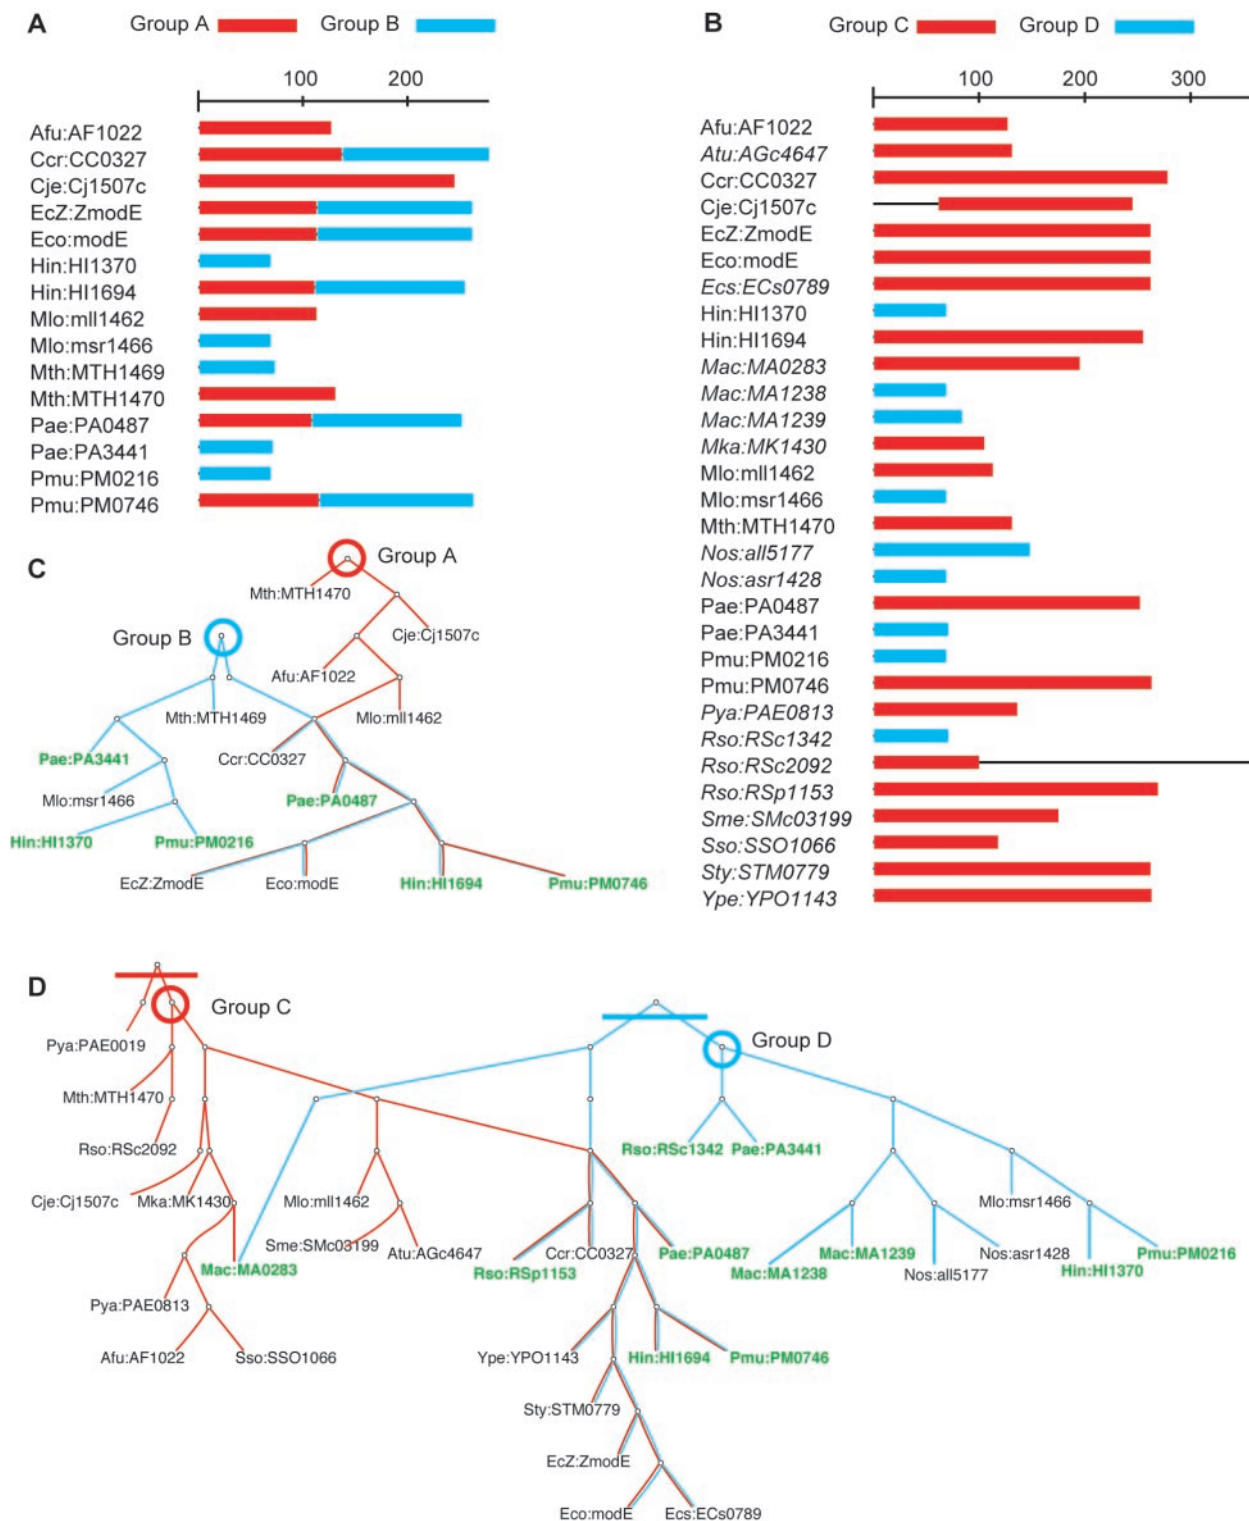 A
Group A
Group B
100
200
Afu:AF1022
Ccr:CC0327
Cje:Cj1507c
EcZ:ZmodE
Eco:modE
Hin:HI1370
Hin:HI1694
Mlo:mll1462
Mlo:msr1466
Mth:MTH1469
Mth:MTH1470
Pae:PA0487
Pae:PA3441
Pmu:PM0216
Pmu:PM0746
B
Group C
Group D
100
200
300
Afu:AF1022
Atu:AGc4647
Ccr:CC0327
Cje:Cj1507c
EcZ:ZmodE
Eco:modE
Ecs:ECs0789
Hin:HI1370
Hin:HI1694
Mac:MA0283
Mac:MA1238
Mac:MA1239
Mka:MK1430
Mlo:mll1462
Mlo:msr1466
Mth:MTH1470
Nos:all5177
Nos:asr1428
Pae:PA0487
Pae:PA3441
Pmu:PM0216
Pmu:PM0746
Pya:PAE0813
Rso:RSc1342
Rso:RSc2092
Rso:RSp1153
Sme:SMc03199
Sso:SSO1066
Sty:STM0779
Ype:YPO1143
C
Group A
Mth:MTH1470
Group B
Cje:Cj1507c
Afu:AF1022
Mth:MTH1469
Mlo:mll1462
Pae:PA3441
Ccr:CC0327
Mlo:msr1466
Pae:PA0487
Hin:HI1370
Pmu:PM0216
EcZ:ZmodE
Eco:modE
Hin:HI1694
Pmu:PM0746
D
Group C
Group D
Pya:PAE0019
Mth:MTH1470
Rso:RSc2092
Rso:RSc1342
Pae:PA3441
Cje:Cj1507c
Mka:MK1430
Mlo:mll1462
Mlo:msr1466
Sme:SMc03199
Atu:AGc4647
Ccr:CC0327
Pae:PA0487
Mac:MA1239
Nos:asr1428
Pmu:PM0216
Mac:MA0283
Rso:RSp1153
Mac:MA1238
Nos:all5177
Hin:HI1370
Pya:PAE0813
Afu:AF1022
Sso:SSO1066
Ype:YPO1143
Hin:HI1694
Pmu:PM0746
Sty:STM0779
EcZ:ZmodE
Eco:modE
Ecs:ECs0789